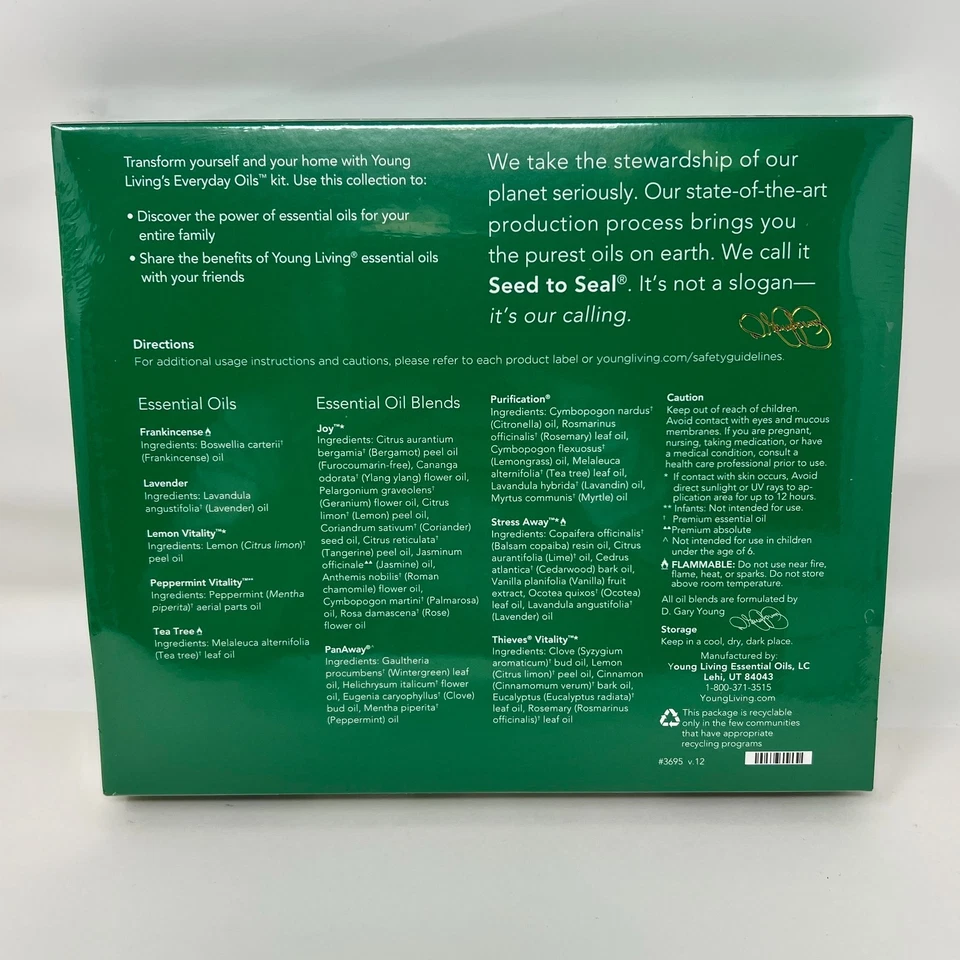 Transform yourself and your home with Young
Living's Everyday Oils™ kit. Use this collection to:
• Discover the power of essential oils for your
entire family
• Share the benefits of Young Living® essential oils
with your friends
We take the stewardship of our
planet seriously. Our state-of-the-art
production process brings you
the purest oils on earth. We call it
Seed to Seal®. It's not a slogan—
it's our calling.
Directions
For additional usage instructions and cautions, please refer to each product label or youngliving.com/safetyguidelines.
Essential Oils
Frankincense
Ingredients: Boswellia carterii†
(Frankincense) oil
Lavender
Ingredients: Lavandula
angustifolia† (Lavender) oil
Lemon Vitality™*
Ingredients: Lemon (Citrus limon)†
peel oil
Peppermint Vitality™**
Ingredients: Peppermint (Mentha
piperita)† aerial parts oil
Tea Tree
Ingredients: Melaleuca alternifolia
(Tea tree)† leaf oil
Essential Oil Blends
Joy™*
Ingredients: Citrus aurantium
bergamia† (Bergamot) peel oil
(Furocoumarin-free), Cananga
odorata† (Ylang ylang) flower oil,
Pelargonium graveolens†
(Geranium) flower oil, Citrus
limon† (Lemon) peel oil,
Coriandrum sativum† (Coriander)
seed oil, Citrus reticulata†
(Tangerine) peel oil, Jasminum
officinale▲▲ (Jasmine) oil,
Anthemis nobilis† (Roman
chamomile) flower oil,
Cymbopogon martini† (Palmarosa)
oil, Rosa damascena† (Rose)
flower oil
PanAway®^
Ingredients: Gaultheria
procumbens† (Wintergreen) leaf
oil, Helichrysum italicum† flower
oil, Eugenia caryophyllus† (Clove)
bud oil, Mentha piperita†
(Peppermint) oil
Purification®
Ingredients: Cymbopogon nardus†
(Citronella) oil, Rosmarinus
officinalis† (Rosemary) leaf oil,
Cymbopogon flexuosus†
(Lemongrass) oil, Melaleuca
alternifolia† (Tea tree) leaf oil,
Lavandula hybrida† (Lavandin) oil,
Myrtus communis† (Myrtle) oil
Stress Away™*
Ingredients: Copaifera officinalis†
(Balsam copaiba) resin oil, Citrus
aurantifolia (Lime)† oil, Cedrus
atlantica† (Cedarwood) bark oil,
Vanilla planifolia (Vanilla) fruit
extract, Ocotea quixos† (Ocotea)
leaf oil, Lavandula angustifolia†
(Lavender) oil
Thieves® Vitality™*
Ingredients: Clove (Syzygium
aromaticum)† bud oil, Lemon
(Citrus limon)† peel oil, Cinnamon
(Cinnamomum verum)† bark oil,
Eucalyptus (Eucalyptus radiata)†
leaf oil, Rosemary (Rosmarinus
officinalis)† leaf oil
Caution
Keep out of reach of children.
Avoid contact with eyes and mucous
membranes. If you are pregnant,
nursing, taking medication, or have
a medical condition, consult a
health care professional prior to use.
* If contact with skin occurs, Avoid
direct sunlight or UV rays to ap-
plication area for up to 12 hours.
** Infants: Not intended for use.
† Premium essential oil
▲▲Premium absolute
^ Not intended for use in children
under the age of 6.
FLAMMABLE: Do not use near fire,
flame, heat, or sparks. Do not store
above room temperature.
All oil blends are formulated by
D. Gary Young
Storage
Keep in a cool, dry, dark place.
Manufactured by:
Young Living Essential Oils, LC
Lehi, UT 84043
1-800-371-3515
YoungLiving.com
This package is recyclable
only in the few communities
that have appropriate
recycling programs
#3695 v.12